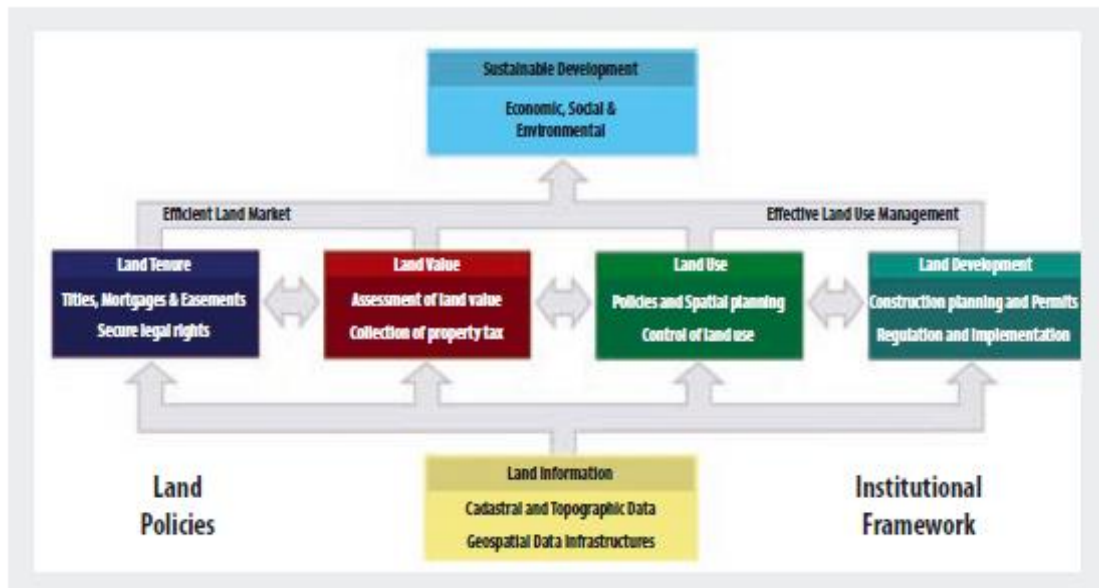 Sustainable Development
Economic, Social &
Environmental
Efficient Land Market
Effective Land Use Management
Land Tenure
Titles, Mortgages & Easements
Secure legal rights
Land Value
Assessment of land value
Collection of property tax
Land Use
Policies and Spatial planning
Control of land use
Land Development
Construction planning and Permits
Regulation and Implementation
Land
Policies
Land Information
Cadastral and Topographic Data
Geospatial Data Infrastructures
Institutional
Framework